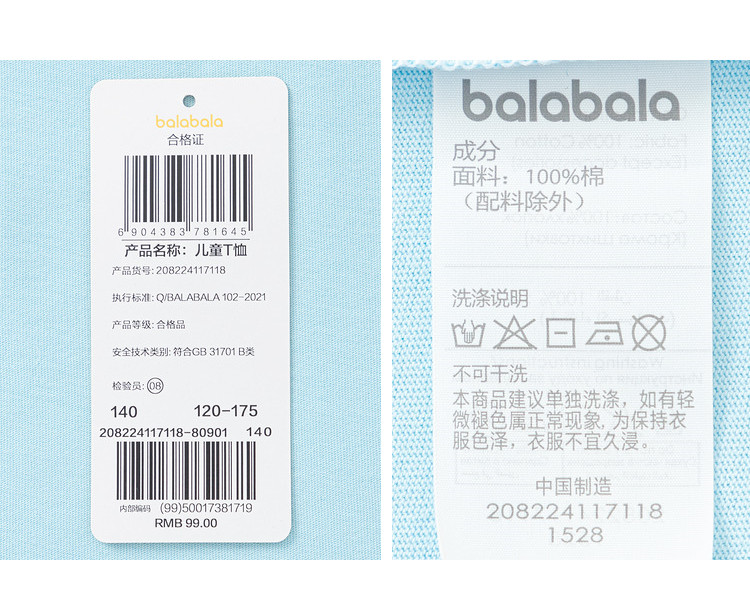 balabala
合格证
6 904383 781645
产品名称: 儿童T恤
产品货号: 208224117118
执行标准: Q/BALABALA 102-2021
产品等级: 合格品
安全技术类别: 符合GB 31701 B类
检验员: 08
140 120-175
208224117118-80901 140
内部编码 (99)50017381719
RMB 99.00
balabala
成分
面料: 100%棉
（配料除外）
洗涤说明
不可干洗
本商品建议单独洗涤，如有轻
微褪色属正常现象, 为保持衣
服色泽，衣服不宜久浸。
中国制造
208224117118
1528